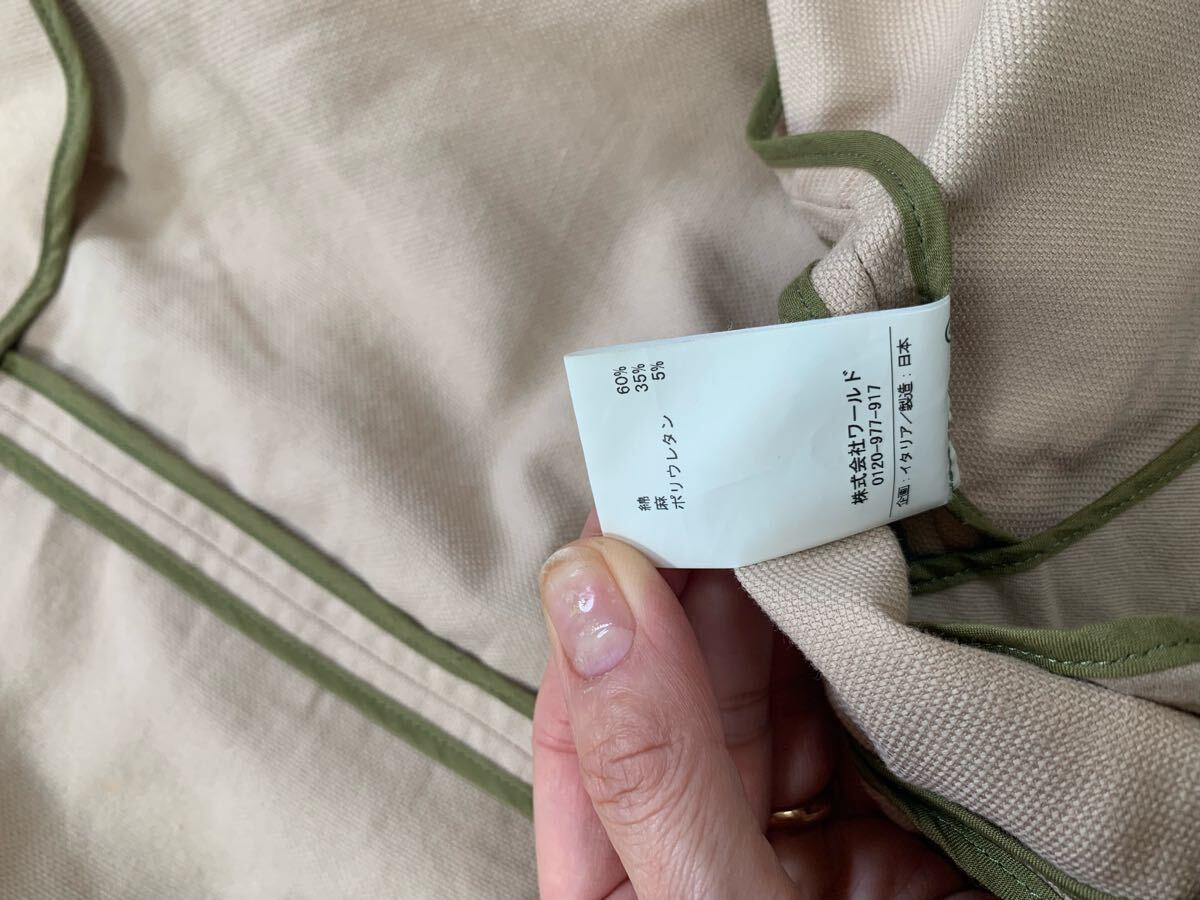 綿 60%
麻 35%
ポリウレタン 5%
株式会社ワールド
0120-977-917
企画:イタリア/製造:日本